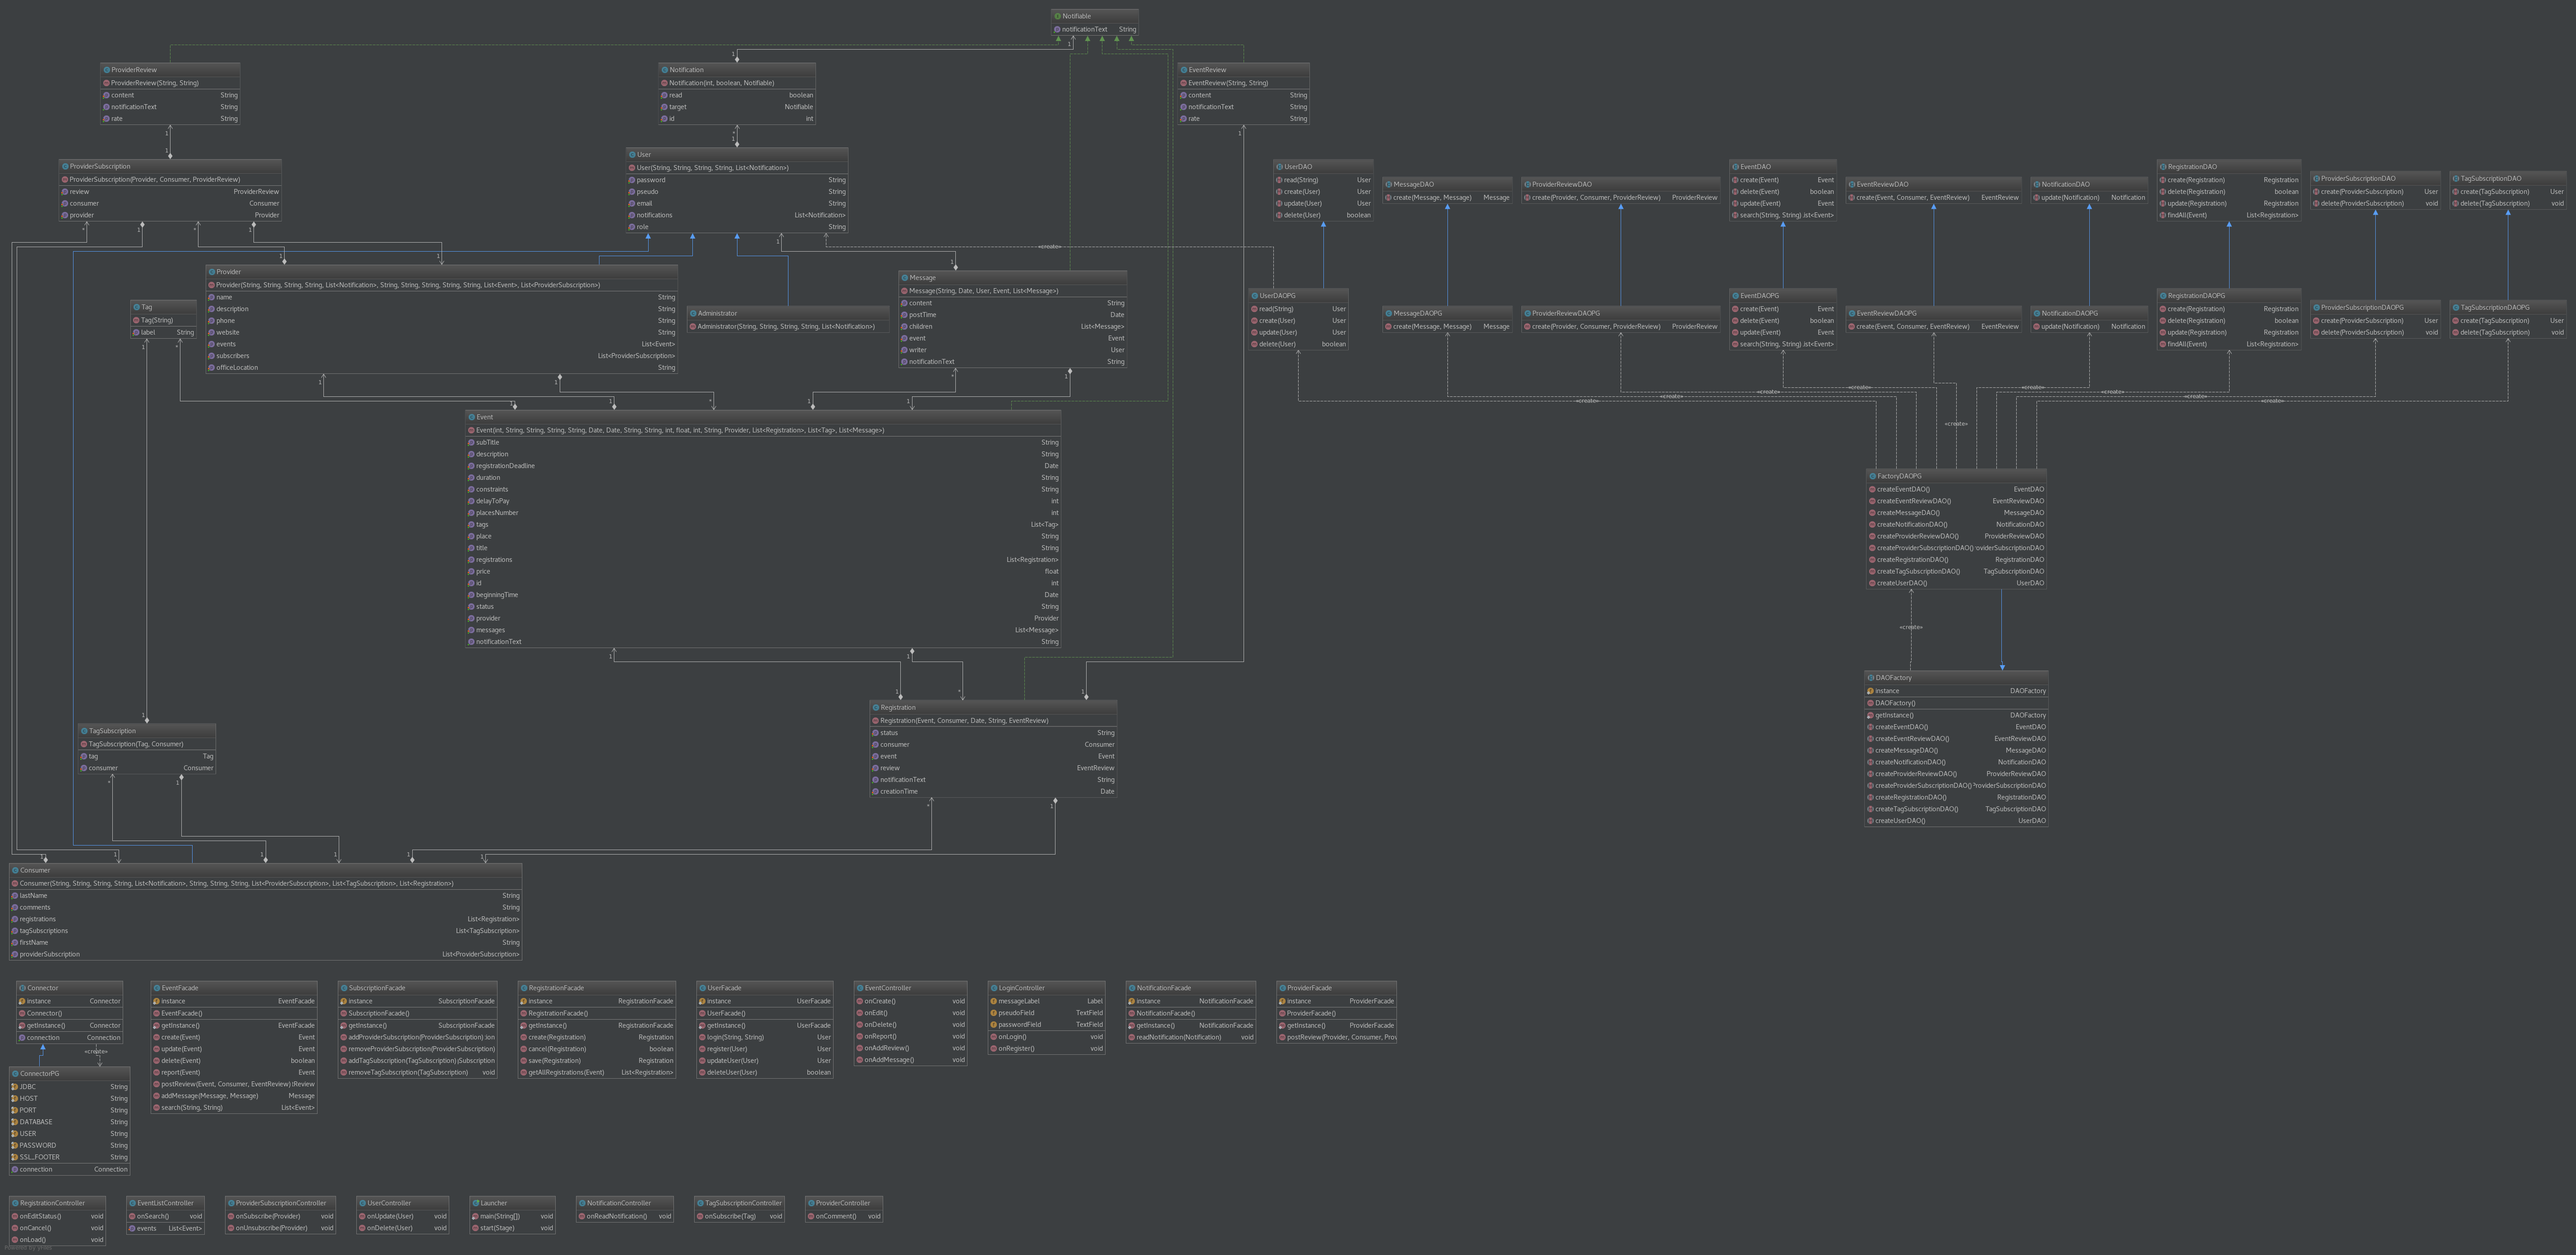 Notifiable
notificationText String
ProviderReview
ProviderReview(String, String)
content String
notificationText String
rate String
Notification
Notification(int, boolean, Notifiable)
read boolean
target Notifiable
id int
EventReview
EventReview(String, String)
content String
notificationText String
rate String
ProviderSubscription
ProviderSubscription(Provider, Consumer, ProviderReview)
review ProviderReview
consumer Consumer
provider Provider
User
User(String, String, String, String, List<Notification>)
password String
pseudo String
email String
notifications List<Notification>
role String
UserDAO
read(String) User
create(User) User
update(User) User
delete(User) boolean
MessageDAO
create(Message, Message) Message
ProviderReviewDAO
create(Provider, Consumer, ProviderReview) ProviderReview
EventDAO
create(Event) Event
delete(Event) boolean
update(Event) Event
search(String, String) ist<Event>
EventReviewDAO
create(Event, Consumer, EventReview) EventReview
NotificationDAO
update(Notification) Notification
RegistrationDAO
create(Registration) Registration
delete(Registration) boolean
update(Registration) Registration
findAll(Event) List<Registration>
ProviderSubscriptionDAO
create(ProviderSubscription) User
delete(ProviderSubscription) void
TagSubscriptionDAO
create(TagSubscription) User
delete(TagSubscription) void
Provider
Provider(String, String, String, String, List<Notification>, String, String, String, String, String, List<Event>, List<ProviderSubscription>)
name String
description String
phone String
website String
events List<Event>
subscribers List<ProviderSubscription>
officeLocation String
Tag
Tag(String)
label String
Administrator
Administrator(String, String, String, String, List<Notification>)
Message
Message(String, Date, User, Event, List<Message>)
content String
postTime Date
children List<Message>
event Event
writer User
notificationText String
«create»
UserDAOPG
read(String) User
create(User) User
update(User) User
delete(User) boolean
MessageDAOPG
create(Message, Message) Message
ProviderReviewDAOPG
create(Provider, Consumer, ProviderReview) ProviderReview
EventDAOPG
create(Event) Event
delete(Event) boolean
update(Event) Event
search(String, String) ist<Event>
EventReviewDAOPG
create(Event, Consumer, EventReview) EventReview
NotificationDAOPG
update(Notification) Notification
RegistrationDAOPG
create(Registration) Registration
delete(Registration) boolean
update(Registration) Registration
findAll(Event) List<Registration>
ProviderSubscriptionDAOPG
create(ProviderSubscription) User
delete(ProviderSubscription) void
TagSubscriptionDAOPG
create(TagSubscription) User
delete(TagSubscription) void
«create» «create»
«create» «create»
«create» «create»
«create» «create»
«create»
Event
Event(int, String, String, String, String, Date, Date, String, String, int, float, int, String, Provider, List<Registration>, List<Tag>, List<Message>)
subTitle String
description String
registrationDeadline Date
duration String
constraints String
delayToPay int
placesNumber int
tags List<Tag>
place String
title String
registrations List<Registration>
price float
id int
beginningTime Date
status String
provider Provider
messages List<Message>
notificationText String
FactoryDAOPG
createEventDAO() EventDAO
createEventReviewDAO() EventReviewDAO
createMessageDAO() MessageDAO
createNotificationDAO() NotificationDAO
createProviderReviewDAO() ProviderReviewDAO
createProviderSubscriptionDAO() roviderSubscriptionDAO
createRegistrationDAO() RegistrationDAO
createTagSubscriptionDAO() TagSubscriptionDAO
createUserDAO() UserDAO
«create»
DAOFactory
instance DAOFactory
DAOFactory()
getInstance() DAOFactory
createEventDAO() EventDAO
createEventReviewDAO() EventReviewDAO
createMessageDAO() MessageDAO
createNotificationDAO() NotificationDAO
createProviderReviewDAO() ProviderReviewDAO
createProviderSubscriptionDAO() ProviderSubscriptionDAO
createRegistrationDAO() RegistrationDAO
createTagSubscriptionDAO() TagSubscriptionDAO
createUserDAO() UserDAO
Registration
Registration(Event, Consumer, Date, String, EventReview)
status String
consumer Consumer
event Event
review EventReview
notificationText String
creationTime Date
TagSubscription
TagSubscription(Tag, Consumer)
tag Tag
consumer Consumer
Consumer
Consumer(String, String, String, String, List<Notification>, String, String, String, List<ProviderSubscription>, List<TagSubscription>, List<Registration>)
lastName String
comments String
registrations List<Registration>
tagSubscriptions List<TagSubscription>
firstName String
providerSubscription List<ProviderSubscription>
Connector
instance Connector
Connector()
getInstance() Connector
connection Connection
«create»
ConnectorPG
JDBC String
HOST String
PORT String
DATABASE String
USER String
PASSWORD String
SSL_FOOTER String
connection Connection
EventFacade
instance EventFacade
EventFacade()
getInstance() EventFacade
create(Event) Event
update(Event) Event
delete(Event) boolean
report(Event) Event
postReview(Event, Consumer, EventReview) Review
addMessage(Message, Message) Message
search(String, String) List<Event>
SubscriptionFacade
instance SubscriptionFacade
SubscriptionFacade()
getInstance() SubscriptionFacade
addProviderSubscription(ProviderSubscription) ion
removeProviderSubscription(ProviderSubscription)
addTagSubscription(TagSubscription) Subscription
removeTagSubscription(TagSubscription) void
RegistrationFacade
instance RegistrationFacade
RegistrationFacade()
getInstance() RegistrationFacade
create(Registration) Registration
cancel(Registration) boolean
save(Registration) Registration
getAllRegistrations(Event) List<Registration>
UserFacade
instance UserFacade
UserFacade()
getInstance() UserFacade
login(String, String) User
register(User) User
updateUser(User) User
deleteUser(User) boolean
EventController
onCreate() void
onEdit() void
onDelete() void
onReport() void
onAddReview() void
onAddMessage() void
LoginController
messageLabel Label
pseudoField TextField
passwordField TextField
onLogin() void
onRegister() void
NotificationFacade
instance NotificationFacade
NotificationFacade()
getInstance() NotificationFacade
readNotification(Notification) void
ProviderFacade
instance ProviderFacade
ProviderFacade()
getInstance() ProviderFacade
postReview(Provider, Consumer, Prov
RegistrationController
onEditStatus() void
onCancel() void
onLoad() void
EventListController
onSearch() void
events List<Event>
ProviderSubscriptionController
onSubscribe(Provider) void
onUnsubscribe(Provider) void
UserController
onUpdate(User) void
onDelete(User) void
Launcher
main(String[]) void
start(Stage) void
NotificationController
onReadNotification() void
TagSubscriptionController
onSubscribe(Tag) void
ProviderController
onComment() void
Powered by yFiles